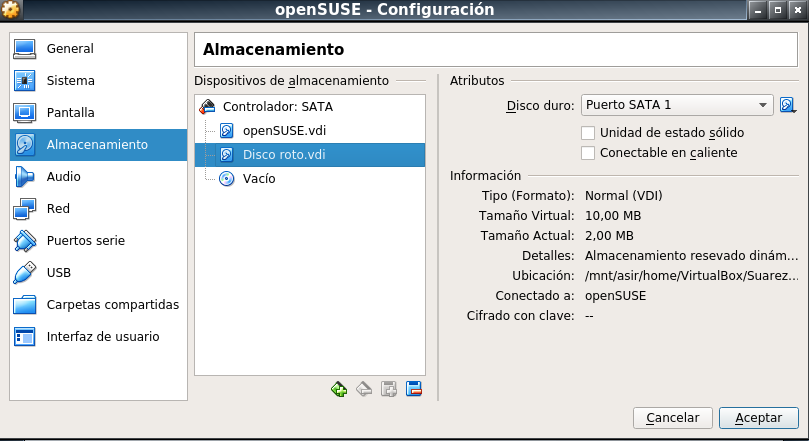 openSUSE - Configuración
General
Sistema
Pantalla
Almacenamiento
Audio
Red
Puertos serie
USB
Carpetas compartidas
Interfaz de usuario
Almacenamiento
Dispositivos de almacenamiento
Controlador: SATA
openSUSE.vdi
Disco roto.vdi
Vacío
Atributos
Disco duro: Puerto SATA 1
Unidad de estado sólido
Conectable en caliente
Información
Tipo (Formato): Normal (VDI)
Tamaño Virtual: 10,00 MB
Tamaño Actual: 2,00 MB
Detalles: Almacenamiento resevado dinám...
Ubicación: /mnt/asir/home/VirtualBox/Suarez...
Conectado a: openSUSE
Cifrado con clave: --
Cancelar
Aceptar